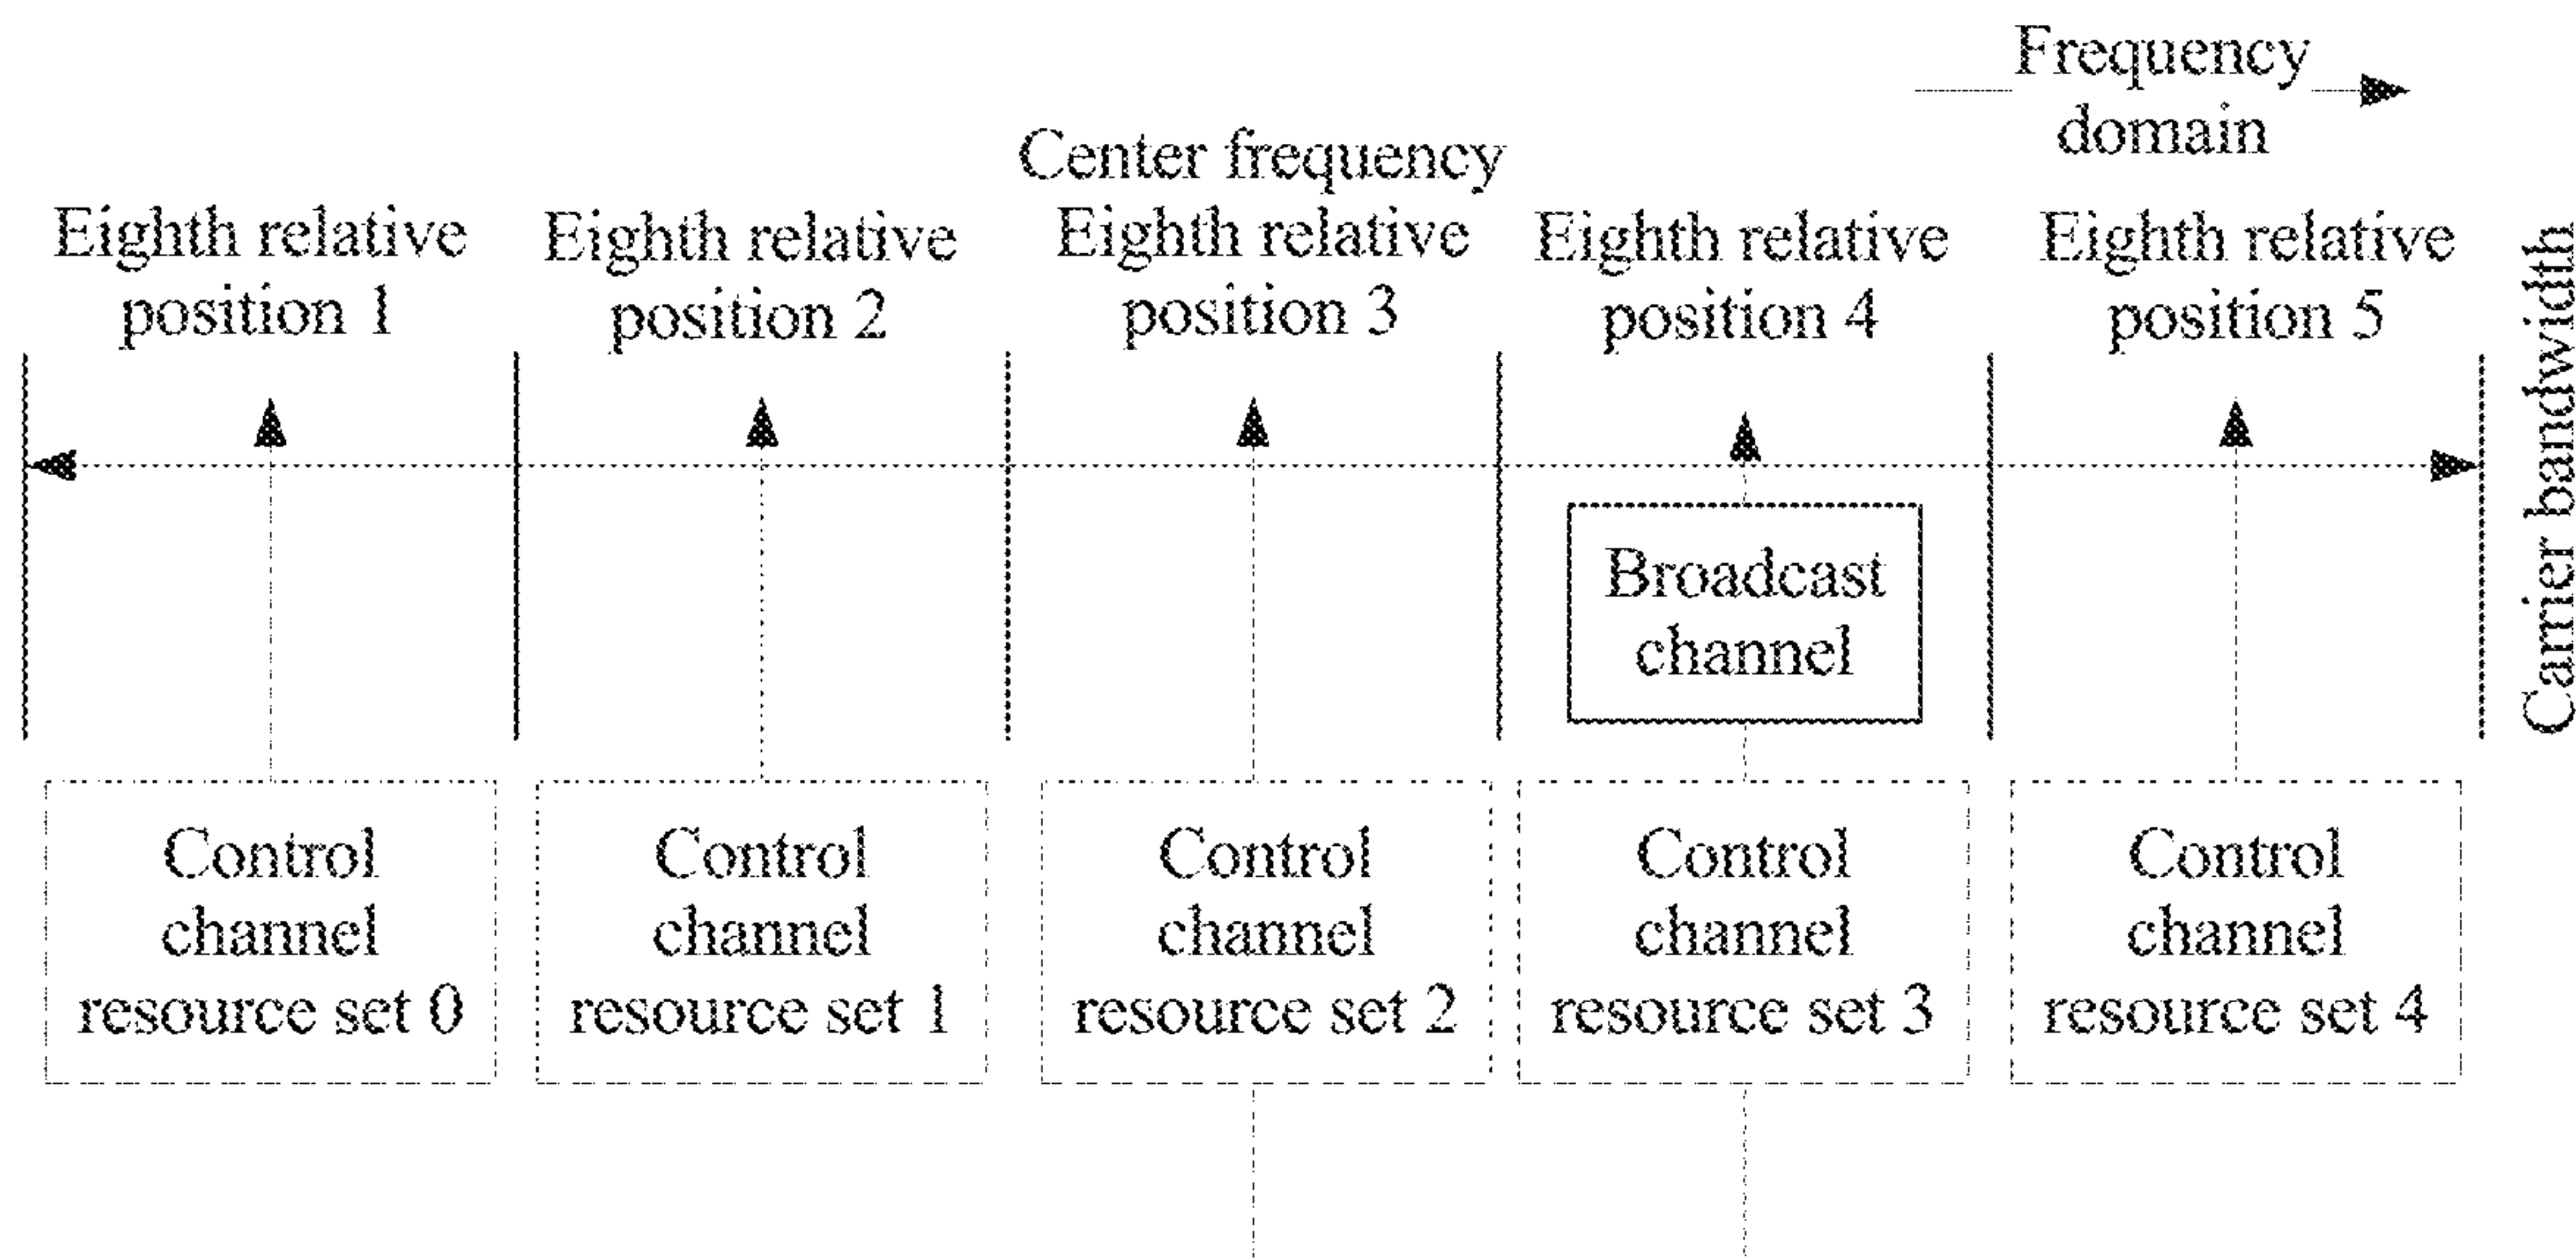 Frequency
domain
Center frequency
Eighth relative
position 1
Eighth relative
position 2
Eighth relative
position 3
Eighth relative
position 4
Eighth relative
position 5
Carrier bandwidth
Broadcast
channel
Control
channel
resource set 0
Control
channel
resource set 1
Control
channel
resource set 2
Control
channel
resource set 3
Control
channel
resource set 4